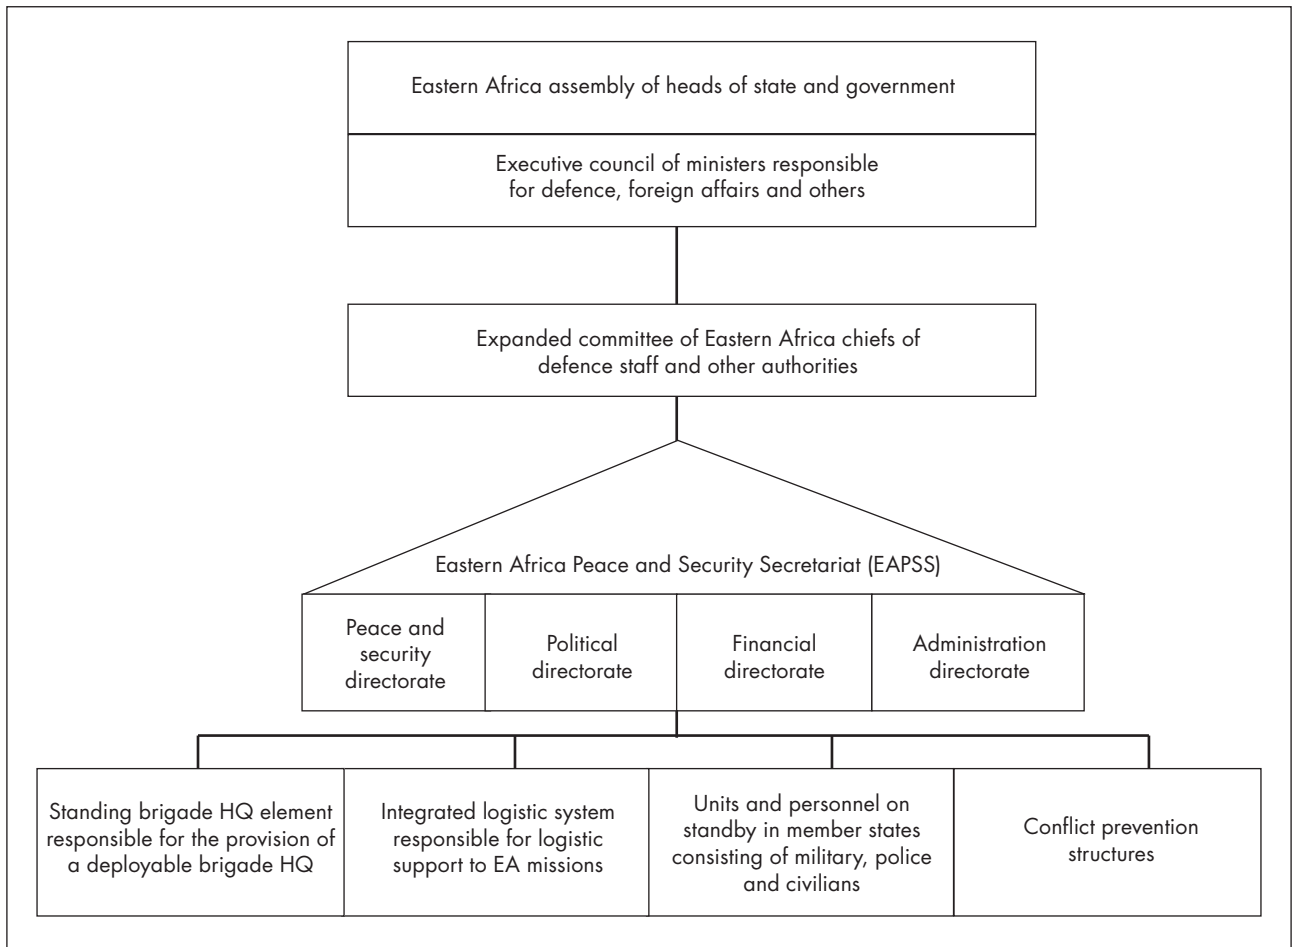 Eastern Africa assembly of heads of state and government
Executive council of ministers responsible
for defence, foreign affairs and others
Expanded committee of Eastern Africa chiefs of
defence staff and other authorities
Eastern Africa Peace and Security Secretariat (EAPSS)
Peace and
security
directorate
Political
directorate
Financial
directorate
Administration
directorate
Standing brigade HQ element
responsible for the provision of
a deployable brigade HQ
Integrated logistic system
responsible for logistic
support to EA missions
Units and personnel on
standby in member states
consisting of military, police
and civilians
Conflict prevention
structures